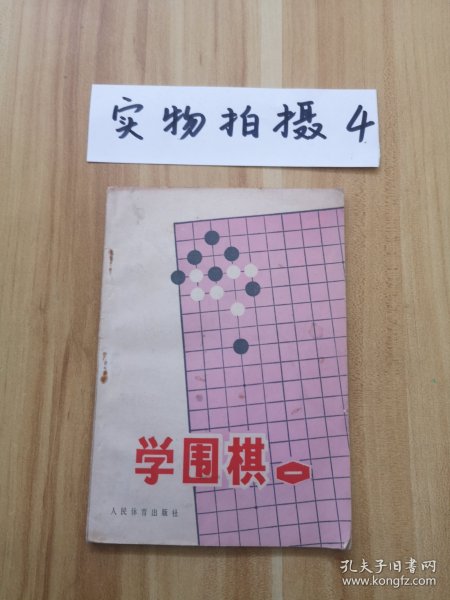 实物拍摄4
学围棋 一
人民体育出版社
孔夫子旧书网
www.kongfz.com